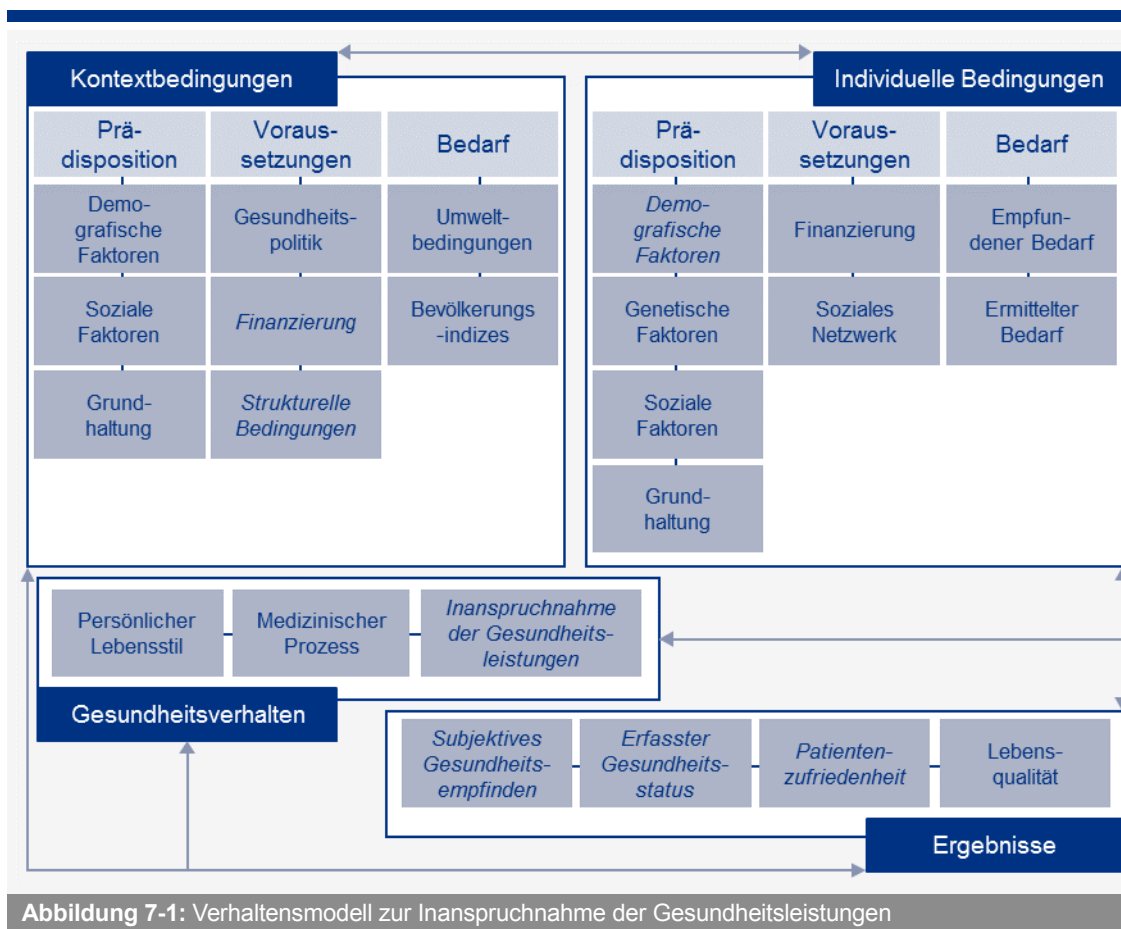 Kontextbedingungen
Prä-
disposition
Voraus-
setzungen
Bedarf
Demo-
grafische
Faktoren
Gesundheits-
politik
Umwelt-
bedingungen
Soziale
Faktoren
Finanzierung
Bevölkerungs
-indizes
Grund-
haltung
Strukturelle
Bedingungen
Individuelle Bedingungen
Prä-
disposition
Voraus-
setzungen
Bedarf
Demo-
grafische
Faktoren
Finanzierung
Empfun-
dener Bedarf
Genetische
Faktoren
Soziales
Netzwerk
Ermittelter
Bedarf
Soziale
Faktoren
Grund-
haltung
Persönlicher
Lebensstil
Medizinischer
Prozess
Inanspruchnahme
der Gesundheits-
leistungen
Gesundheitsverhalten
Subjektives
Gesundheits-
empfinden
Erfasster
Gesundheits-
status
Patienten-
zufriedenheit
Lebens-
qualität
Ergebnisse
Abbildung 7-1: Verhaltensmodell zur Inanspruchnahme der Gesundheitsleistungen